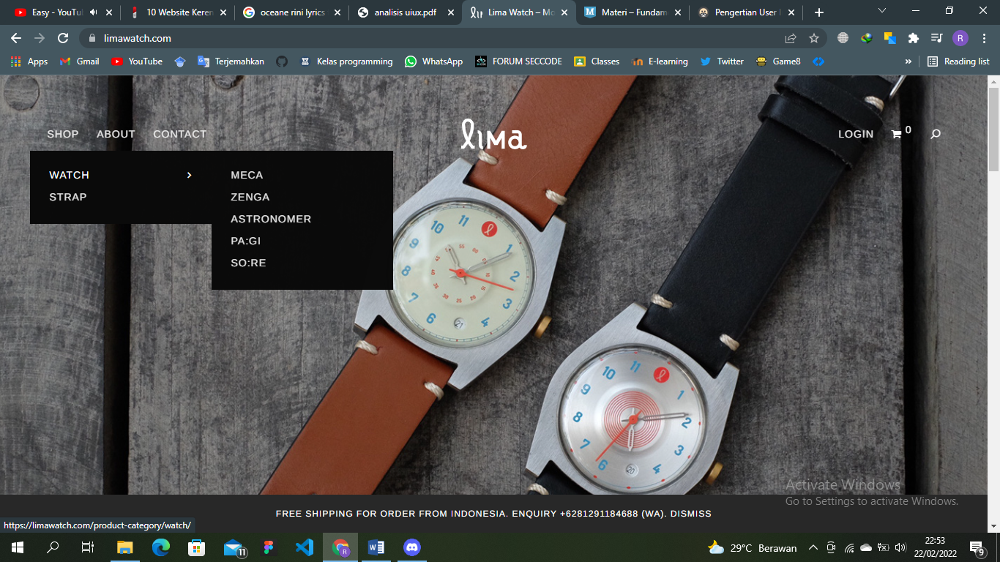 Easy - YouTu
10 Website Keren
oceane rini lyrics
analisis uiux.pdf
Lima Watch – Mo
Materi – Fundam
Pengertian User I
limawatch.com
R
Apps
Gmail
YouTube
Terjemahkan
Kelas programming
WhatsApp
FORUM SECCODE
Classes
E-learning
Twitter
Game8
»
Reading list
SHOP
ABOUT
CONTACT
lima
LOGIN
0
WATCH
STRAP
MECA
ZENGA
ASTRONOMER
PA:GI
SO:RE
11
1
2
3
4
6
7
8
9
10
21
11
1
2
3
4
6
7
8
9
10
20
Activate Windows
Go to Settings to activate Windows.
FREE SHIPPING FOR ORDER FROM INDONESIA. ENQUIRY +6281291184688 (WA). DISMISS
https://limawatch.com/product-category/watch/
11
R
29°C Berawan
22:53
22/02/2022
9